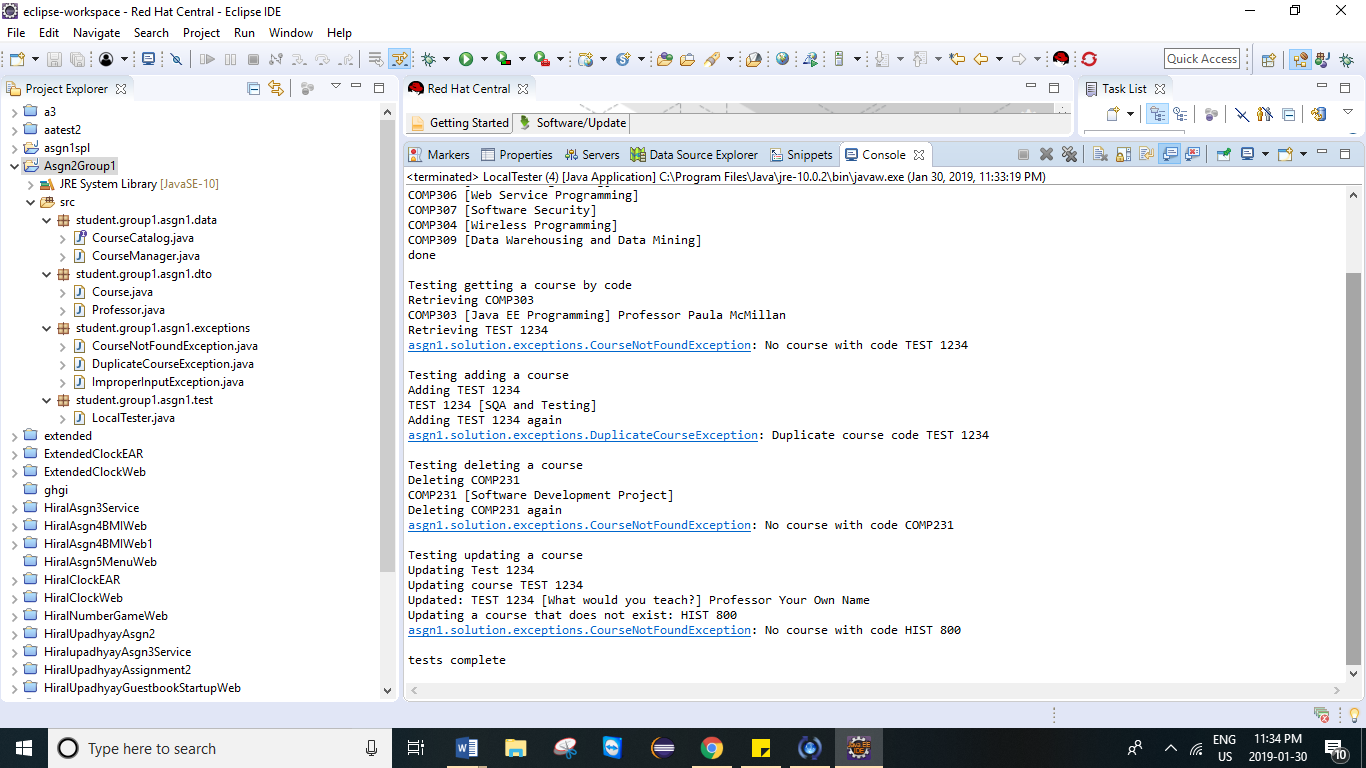 eclipse-workspace - Red Hat Central - Eclipse IDE
File Edit Navigate Search Project Run Window Help
Quick Access
Project Explorer
a3
aatest2
asgn1spl
Asgn2Group1
JRE System Library [JavaSE-10]
src
student.group1.asgn1.data
CourseCatalog.java
CourseManager.java
student.group1.asgn1.dto
Course.java
Professor.java
student.group1.asgn1.exceptions
CourseNotFoundException.java
DuplicateCourseException.java
ImproperInputException.java
student.group1.asgn1.test
LocalTester.java
extended
ExtendedClockEAR
ExtendedClockWeb
ghgi
HiralAsgn3Service
HiralAsgn4BMIWeb
HiralAsgn4BMIWeb1
HiralAsgn5MenuWeb
HiralClockEAR
HiralClockWeb
HiralNumberGameWeb
HiralUpadhyayAsgn2
HiralupadhyayAsgn3Service
HiralUpadhyayAssignment2
HiralUpadhyayGuestbookStartupWeb
Red Hat Central
Getting Started Software/Update
Task List
Markers Properties Servers Data Source Explorer Snippets Console
<terminated> LocalTester (4) [Java Application] C:\Program Files\Java\jre-10.0.2\bin\javaw.exe (Jan 30, 2019, 11:33:19 PM)
COMP306 [Web Service Programming]
COMP307 [Software Security]
COMP304 [Wireless Programming]
COMP309 [Data Warehousing and Data Mining]
done
Testing getting a course by code
Retrieving COMP303
COMP303 [Java EE Programming] Professor Paula McMillan
Retrieving TEST 1234
asgn1.solution.exceptions.CourseNotFoundException: No course with code TEST 1234
Testing adding a course
Adding TEST 1234
TEST 1234 [SQA and Testing]
Adding TEST 1234 again
asgn1.solution.exceptions.DuplicateCourseException: Duplicate course code TEST 1234
Testing deleting a course
Deleting COMP231
COMP231 [Software Development Project]
Deleting COMP231 again
asgn1.solution.exceptions.CourseNotFoundException: No course with code COMP231
Testing updating a course
Updating Test 1234
Updating course TEST 1234
Updated: TEST 1234 [What would you teach?] Professor Your Own Name
Updating a course that does not exist: HIST 800
asgn1.solution.exceptions.CourseNotFoundException: No course with code HIST 800
tests complete
Type here to search
ENG
US
11:34 PM
2019-01-30
10